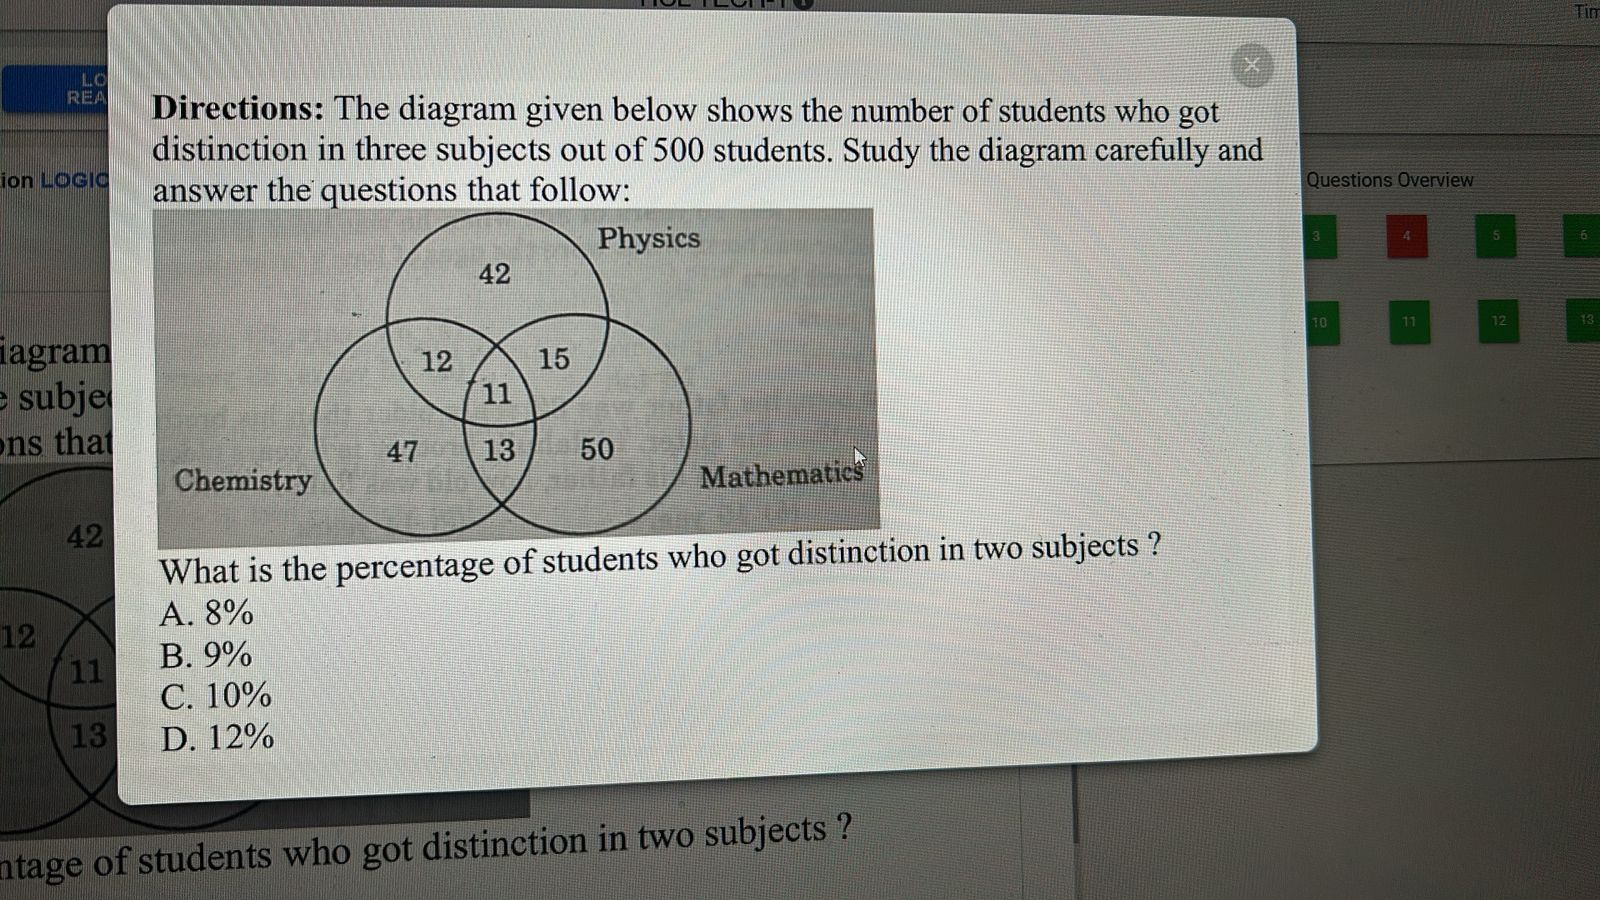 Tim
LO
REA
Directions: The diagram given below shows the number of students who got
distinction in three subjects out of 500 students. Study the diagram carefully and
answer the questions that follow:
ion LOGIC
Questions Overview
3 4 5 6
10 11 12 13
Physics
42
12 15
11
47 13 50
Chemistry
Mathematics
What is the percentage of students who got distinction in two subjects ?
A. 8%
B. 9%
C. 10%
D. 12%
iagram
e subjec
ons that
42
12
11
13
ntage of students who got distinction in two subjects ?